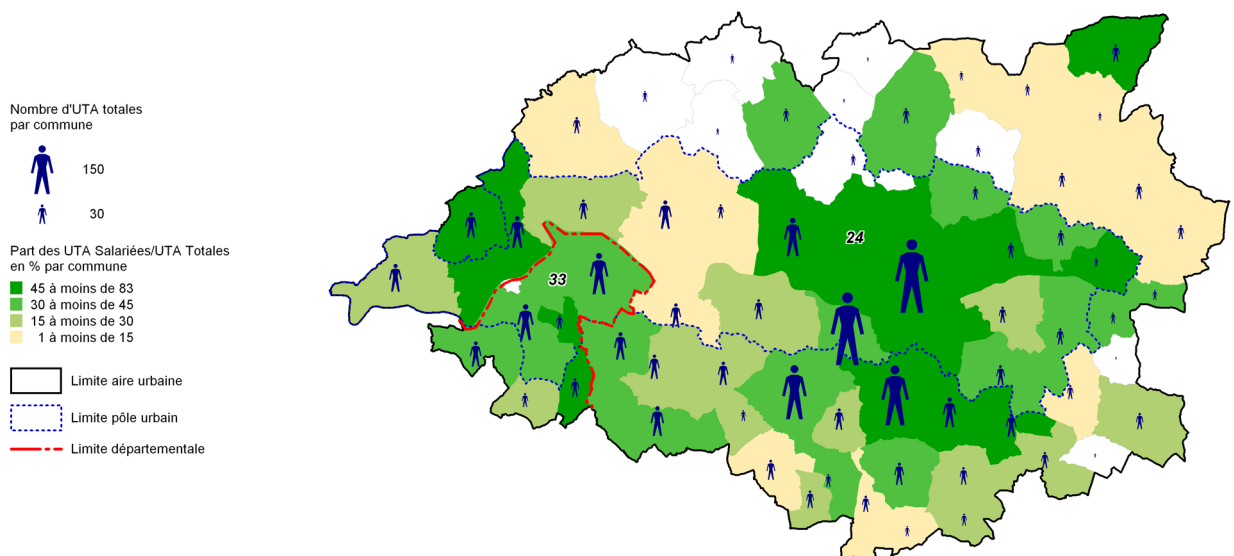 Nombre d'UTA totales
par commune
150
30
Part des UTA Salariées/UTA Totales
en % par commune
45 à moins de 83
30 à moins de 45
15 à moins de 30
1 à moins de 15
Limite aire urbaine
Limite pôle urbain
Limite départementale
24
33